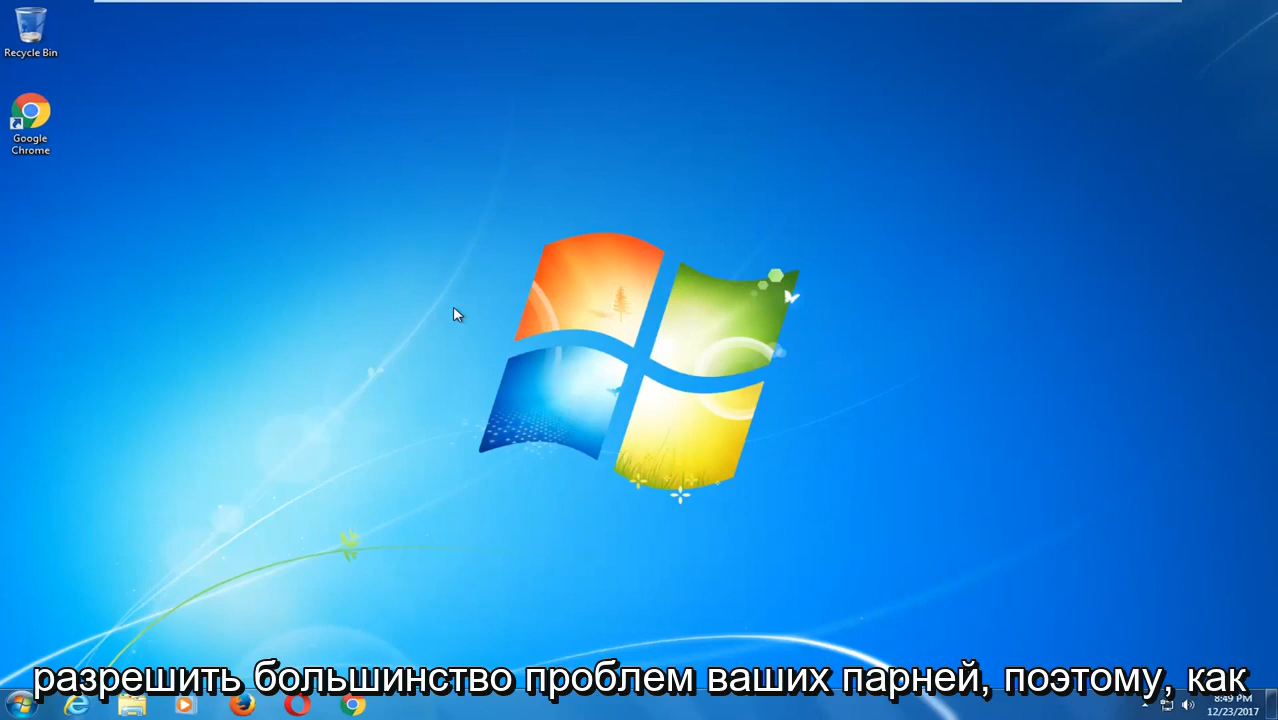 Recycle Bin
Google
Chrome
разрешить большинство проблем ваших парней, поэтому, как
8:49 PM
12/23/2017